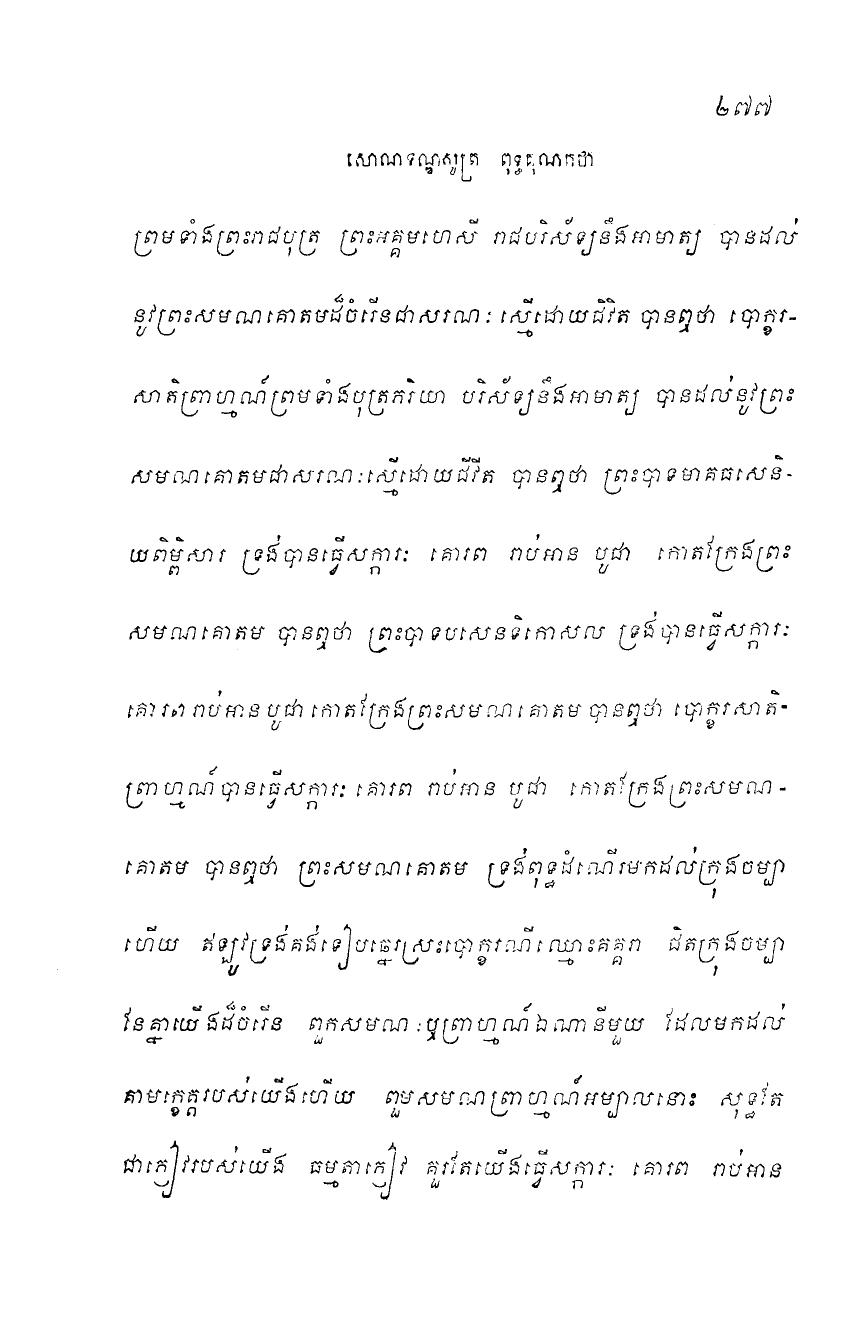 ២៧៧
សោណទណ្ឌសូត្រ ពុទ្ធគុណកថា
ព្រមទាំងព្រះរាជបុត្រ ព្រះអគ្គមហេសី រាជបរិស័ទ្យនឹងអាមាត្យ បានដល់
នូវព្រះសមណគោតមដ៏ចំរើនជាសរណៈ ស្មើដោយជិវិត បានឮថា បោក្ខរ-
សាតិព្រាហ្មណ៍ព្រមទាំងបុត្រភរិយា បរិស័ទ្យនឹងអាមាត្យ បានដល់នូវព្រះ
សមណគោតមជាសរណៈស្មើដោយជីវីត បានឮថា ព្រះបាទមាគធសេនិ-
យពិម្ពិសារ ទ្រង់បានធ្វើសក្ការៈ គោរព រាប់អាន បូជា កោតក្រែងព្រះ
សមណគោតម បានឮថា ព្រះបាទបសេនទិកោសល ទ្រង់បានធ្វើសក្ការៈ
គោរព រាប់អាន បូជា កោតក្រែងព្រះសមណគោតម បានឮថា បោក្ខរសាតិ-
ព្រាហ្មណ៍បានធ្វើសក្ការៈ គោរព រាប់អាន បូជា កោតក្រែងព្រះសមណ-
គោតម បានឮថា ព្រះសមណគោតម ទ្រង់ពុទ្ធដំណើរមកដល់ក្រុងចម្បា
ហើយ ឥឡូវទ្រង់គង់ទៀបឆ្នេរស្រះបោក្ខរណីឈ្មោះគគ្គរា ជិតក្រុងចម្បា
នែគ្នាយើងដ៏ចំរើន ពួកសមណៈឬព្រាហ្មណ៍ឯណានីមួយ ដែលមកដល់
តាមខេត្តរបស់យើងហើយ ពួមសមណព្រាហ្មណ៍អម្បាលនោះ សុទ្ធតែ
ជាភ្ញៀវរបស់យើង ធម្មតាភ្ញៀវ គួរតែយើងធ្វើសក្ការៈ គោរព រាប់អាន